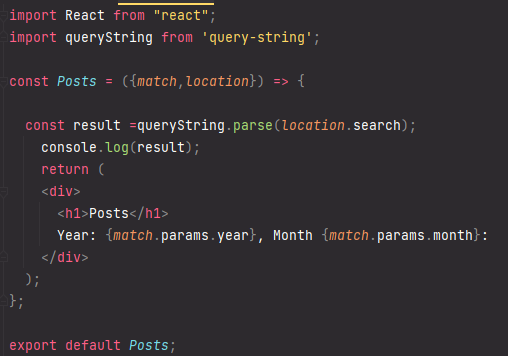 import React from "react";
import queryString from 'query-string';
const Posts = ({match,location}) => {
const result =queryString.parse(location.search);
console.log(result);
return (
<div>
<h1>Posts</h1>
Year: {match.params.year}, Month {match.params.month}:
</div>
);
};
export default Posts;